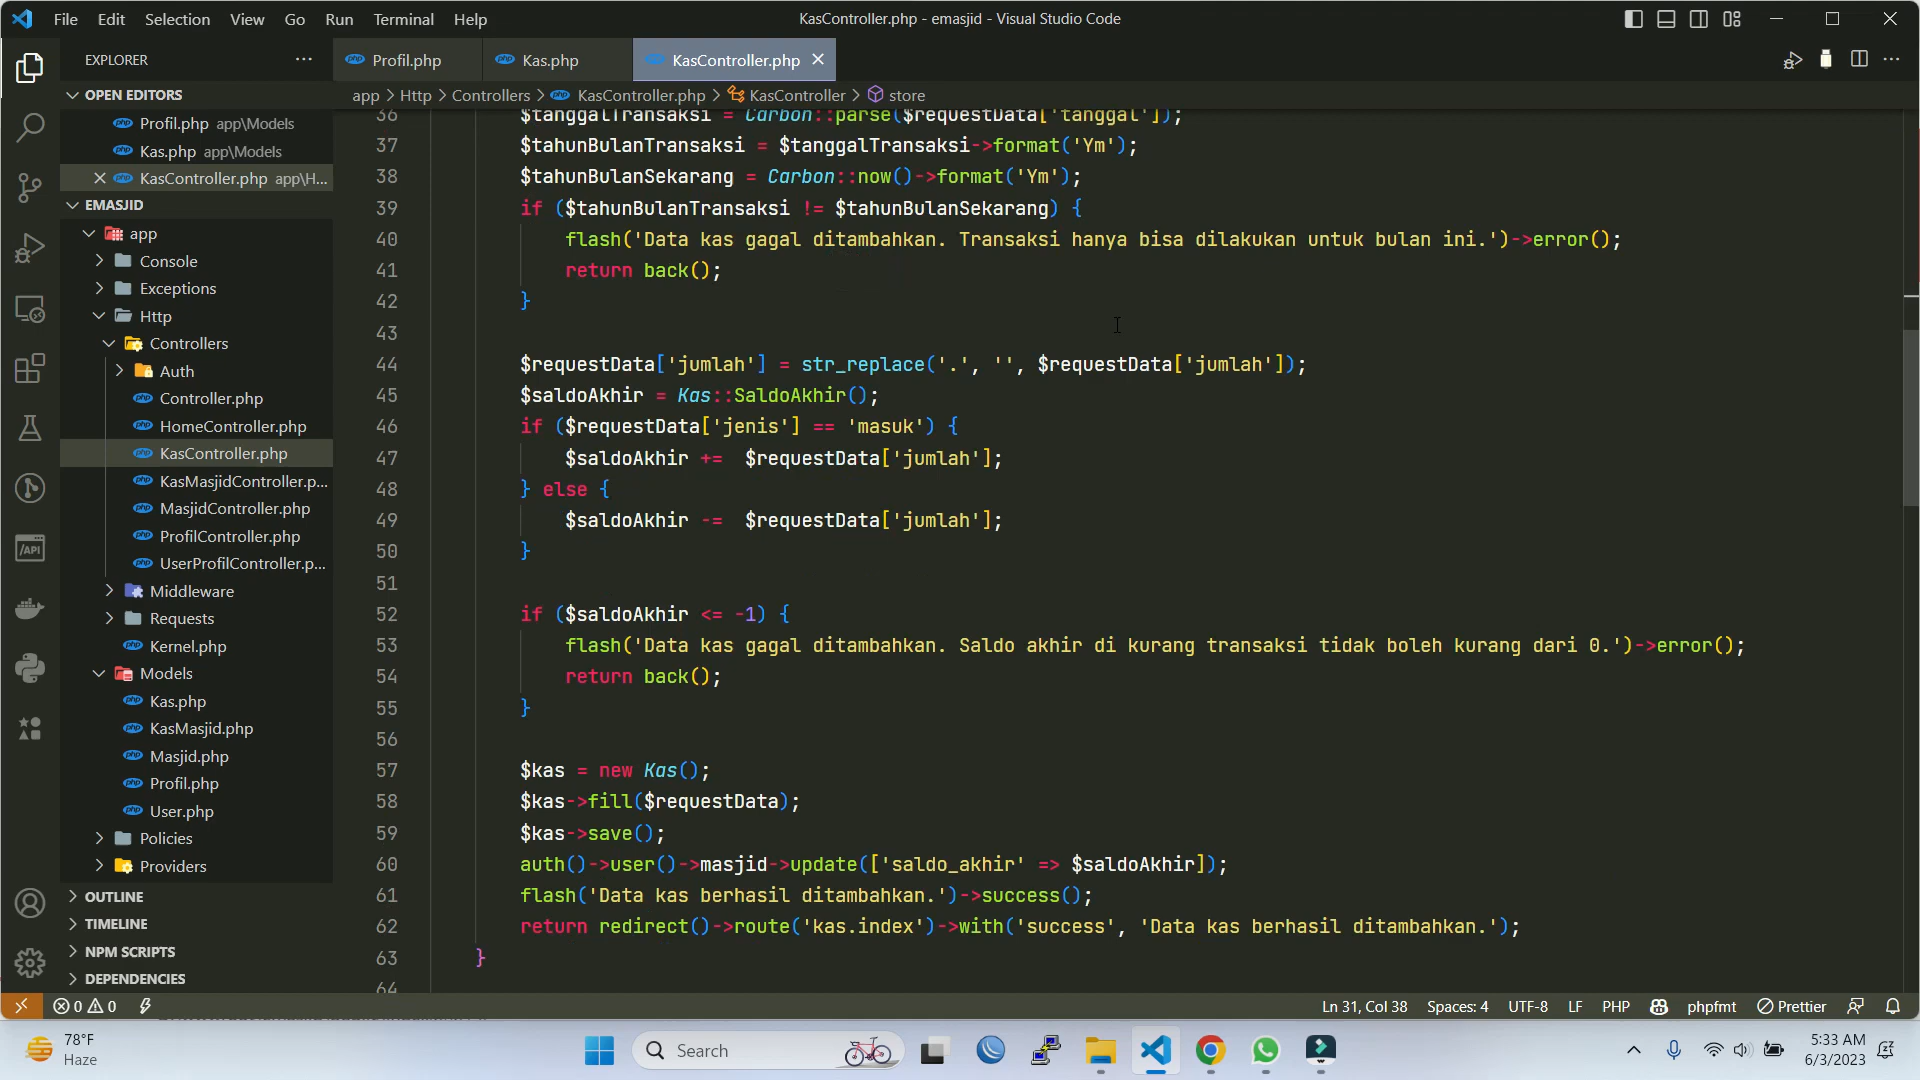 File Edit Selection View Go Run Terminal Help
KasController.php - emasjid - Visual Studio Code
EXPLORER
Profil.php
Kas.php
KasController.php
OPEN EDITORS
Profil.php app\Models
Kas.php app\Models
KasController.php app\H...
EMASJID
app
Console
Exceptions
Http
Controllers
Auth
Controller.php
HomeController.php
KasController.php
KasMasjidController.p...
MasjidController.php
ProfilController.php
UserProfilController.p...
Middleware
Requests
Kernel.php
Models
Kas.php
KasMasjid.php
Masjid.php
Profil.php
User.php
Policies
Providers
OUTLINE
TIMELINE
NPM SCRIPTS
DEPENDENCIES
app > Http > Controllers > KasController.php > KasController > store
36 $tanggalTransaksi = Carbon::parse($requestData['tanggal']);
37 $tahunBulanTransaksi = $tanggalTransaksi->format('Ym');
38 $tahunBulanSekarang = Carbon::now()->format('Ym');
39 if ($tahunBulanTransaksi != $tahunBulanSekarang) {
40 flash('Data kas gagal ditambahkan. Transaksi hanya bisa dilakukan untuk bulan ini.')->error();
41 return back();
42 }
43
44 $requestData['jumlah'] = str_replace('.', '', $requestData['jumlah']);
45 $saldoAkhir = Kas::SaldoAkhir();
46 if ($requestData['jenis'] == 'masuk') {
47 $saldoAkhir += $requestData['jumlah'];
48 } else {
49 $saldoAkhir -= $requestData['jumlah'];
50 }
51
52 if ($saldoAkhir <= -1) {
53 flash('Data kas gagal ditambahkan. Saldo akhir di kurang transaksi tidak boleh kurang dari 0.')->error();
54 return back();
55 }
56
57 $kas = new Kas();
58 $kas->fill($requestData);
59 $kas->save();
60 auth()->user()->masjid->update(['saldo_akhir' => $saldoAkhir]);
61 flash('Data kas berhasil ditambahkan.')->success();
62 return redirect()->route('kas.index')->with('success', 'Data kas berhasil ditambahkan.');
63 }
64
0 0
Ln 31, Col 38 Spaces: 4 UTF-8 LF PHP phpfmt Prettier
78°F
Haze
Search
5:33 AM
6/3/2023